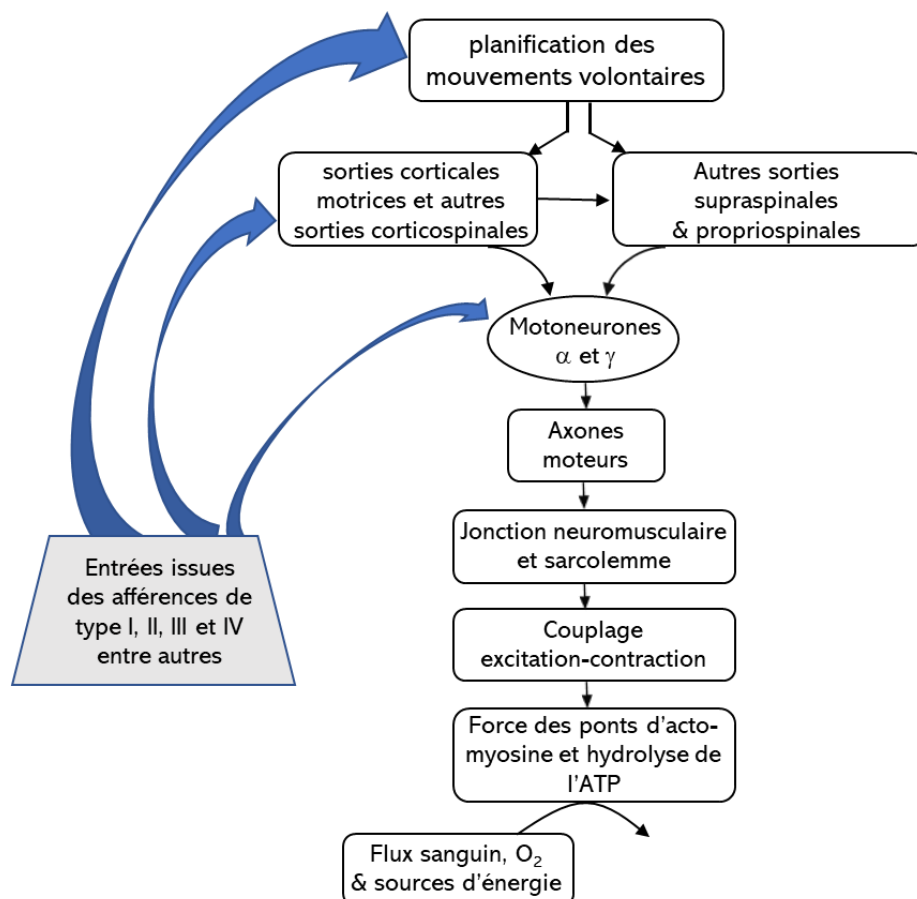 planification des
mouvements volontaires
sorties corticales
motrices et autres
sorties corticospinales
Autres sorties
supraspinales
& propriospinales
Motoneurones
α et γ
Axones
moteurs
Jonction neuromusculaire
et sarcolemme
Entrées issues
des afférences de
type I, II, III et IV
entre autres
Couplage
excitation-contraction
Force des ponts d'acto-
myosine et hydrolyse de
l'ATP
Flux sanguin, O₂
& sources d'énergie